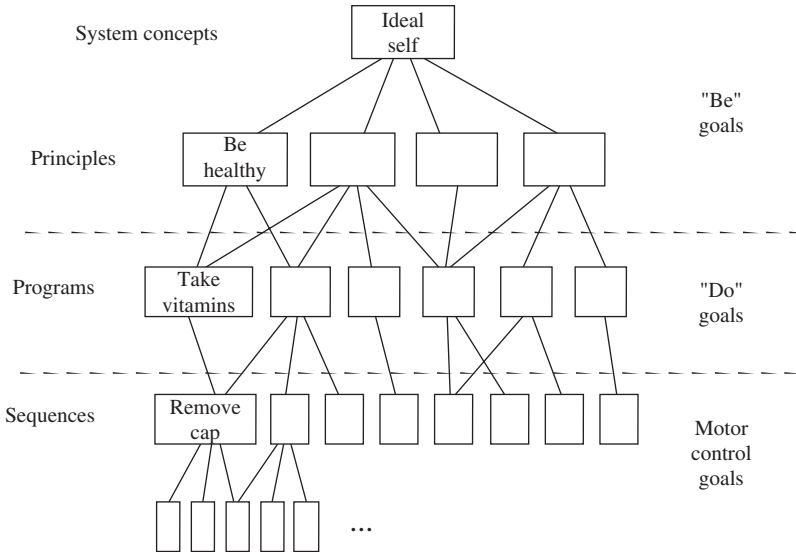 System concepts
Ideal
self
"Be"
goals
Principles
Be
healthy
Programs
Take
vitamins
"Do"
goals
Sequences
Remove
cap
Motor
control
goals
...